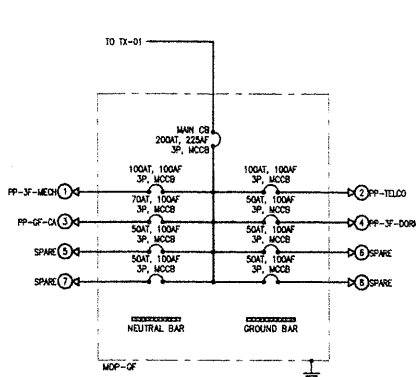 TO TX-01
MAIN CB
200AT, 225AF
3P, MCCB
100AT, 100AF
3P, MCCB
100AT, 100AF
3P, MCCB
PP-3F-MECH 1
2 PP-TELCO
70AT, 100AF
3P, MCCB
50AT, 100AF
3P, MCCB
PP-GF-CA 3
4 PP-3F-DORM
50AT, 100AF
3P, MCCB
50AT, 100AF
3P, MCCB
SPARE 5
6 SPARE
50AT, 100AF
3P, MCCB
50AT, 100AF
3P, MCCB
SPARE 7
8 SPARE
NEUTRAL BAR
GROUND BAR
MDP-GF